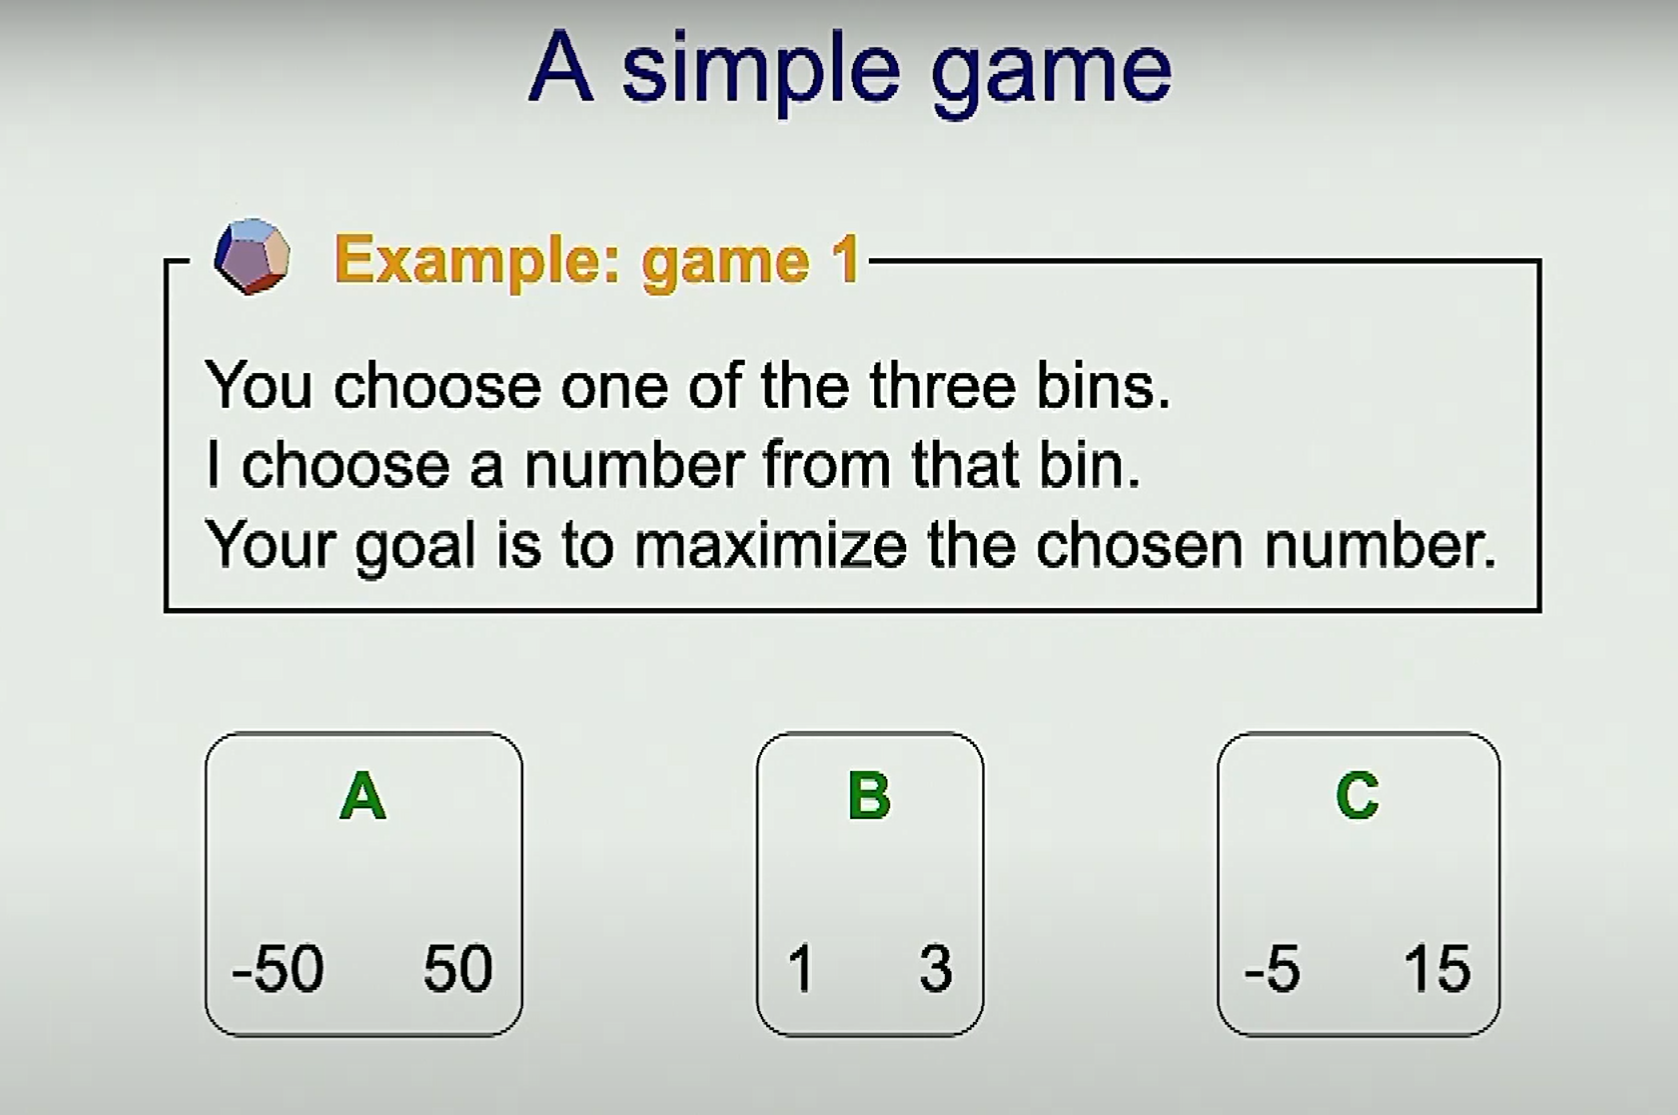 A simple game
Example: game 1
You choose one of the three bins.
I choose a number from that bin.
Your goal is to maximize the chosen number.
A B C
-50 50 1 3 -5 15